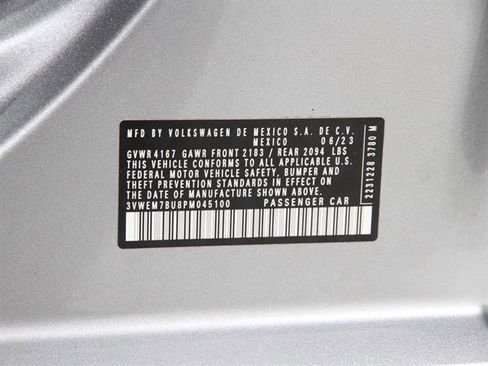 MFD BY VOLKSWAGEN DE MEXICO S.A. DE C.V.
MEXICO 06/23
GVWR4167 GAWR FRONT 2183 / REAR 2094 LBS
THIS VEHICLE CONFORMS TO ALL APPLICABLE U.S.
FEDERAL MOTOR VEHICLE SAFETY, BUMPER AND
THEFT PREVENTION STANDARDS IN EFFECT ON THE
DATE OF MANUFACTURE SHOWN ABOVE.
3VWEM7BU8PM045100 PASSENGER CAR
2231228 3780 M